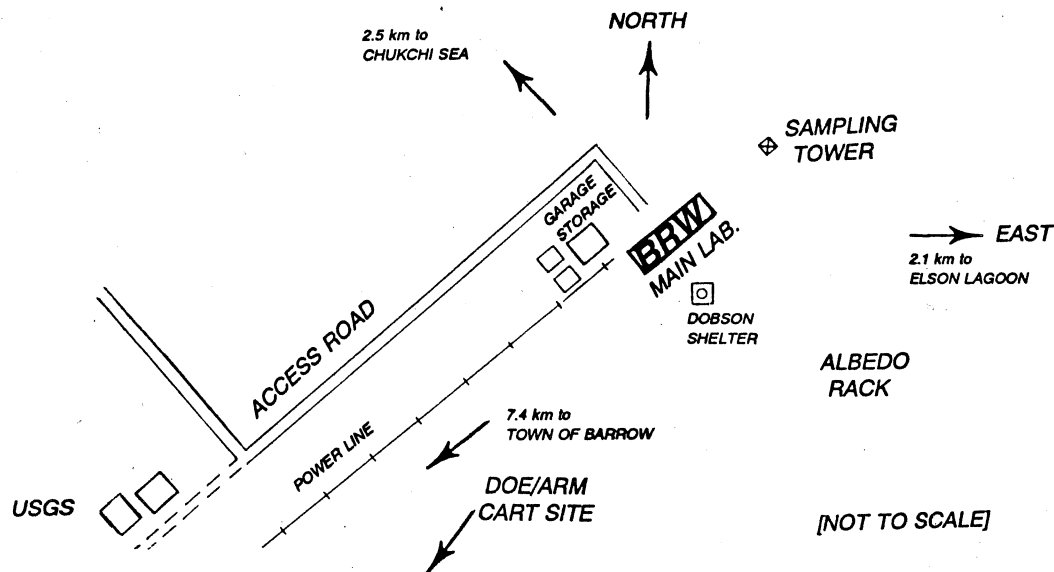 NORTH
2.5 km to
CHUKCHI SEA
SAMPLING
TOWER
GARAGE
STORAGE
BRW
MAIN LAB.
EAST
2.1 km to
ELSON LAGOON
DOBSON
SHELTER
ACCESS ROAD
ALBEDO
RACK
7.4 km to
TOWN OF BARROW
POWER LINE
DOE/ARM
CART SITE
USGS
[NOT TO SCALE]